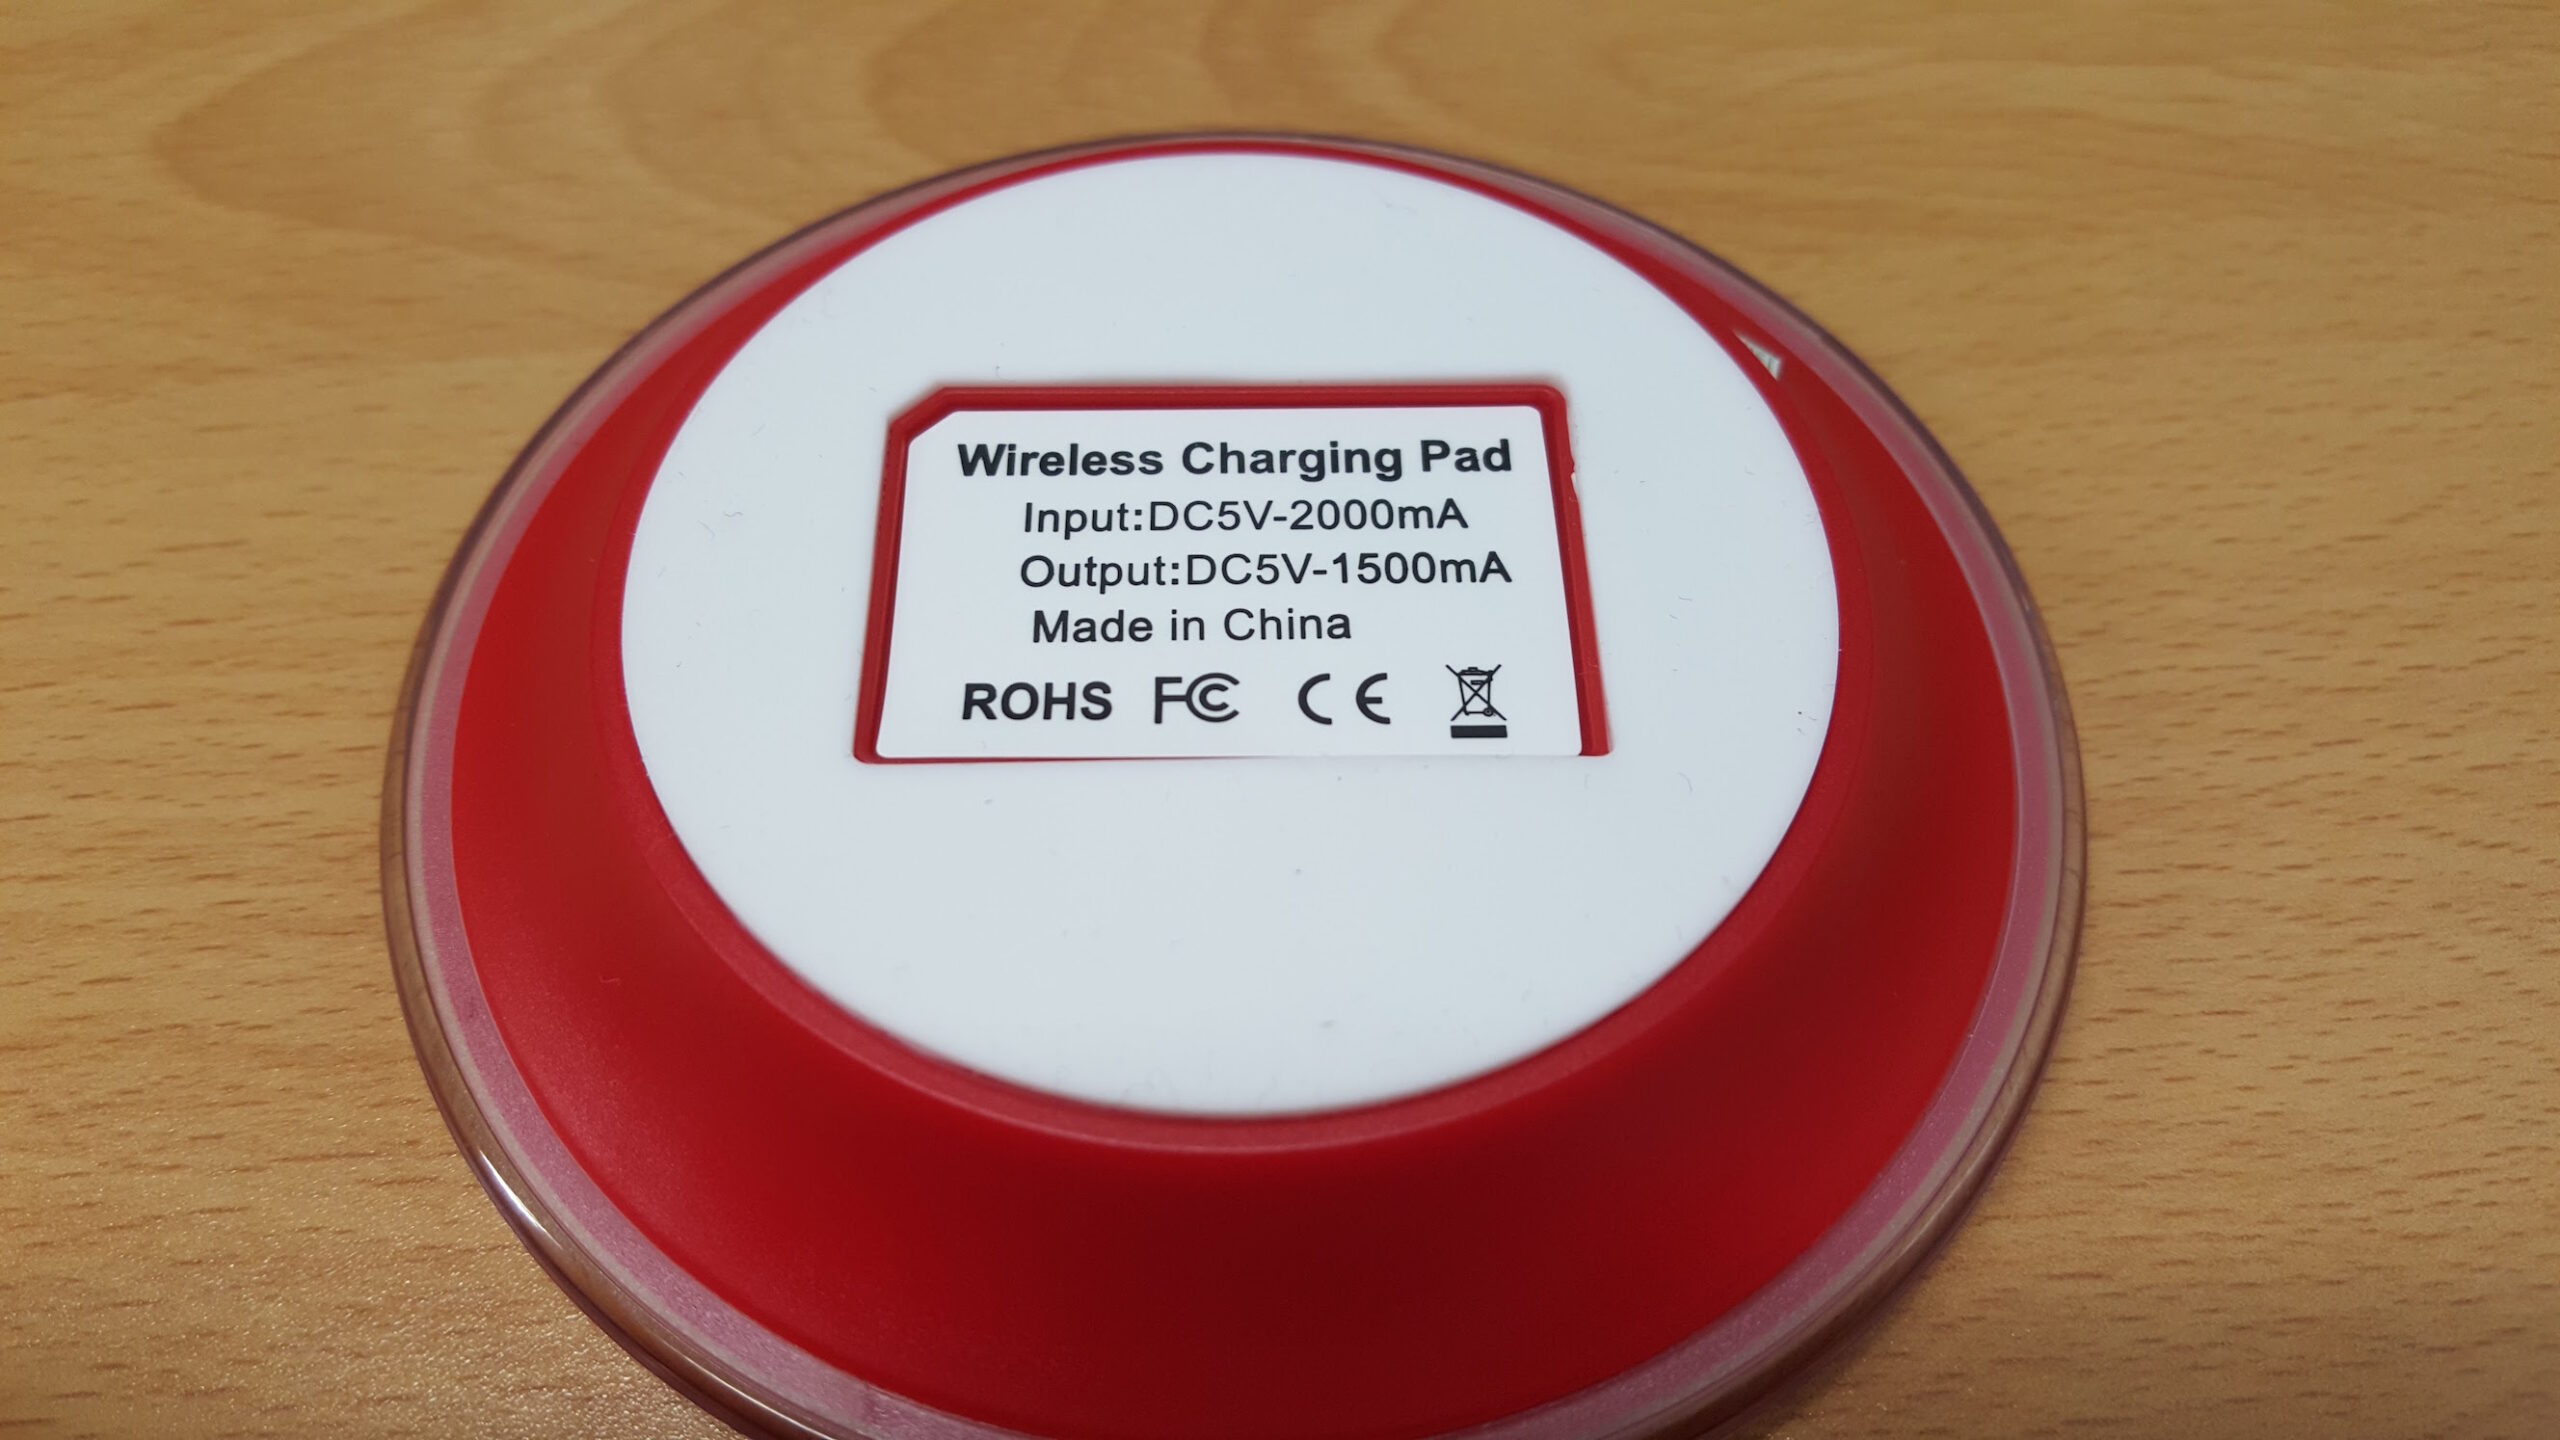 Wireless Charging Pad
Input:DC5V-2000mA
Output:DC5V-1500mA
Made in China
ROHS FC CE